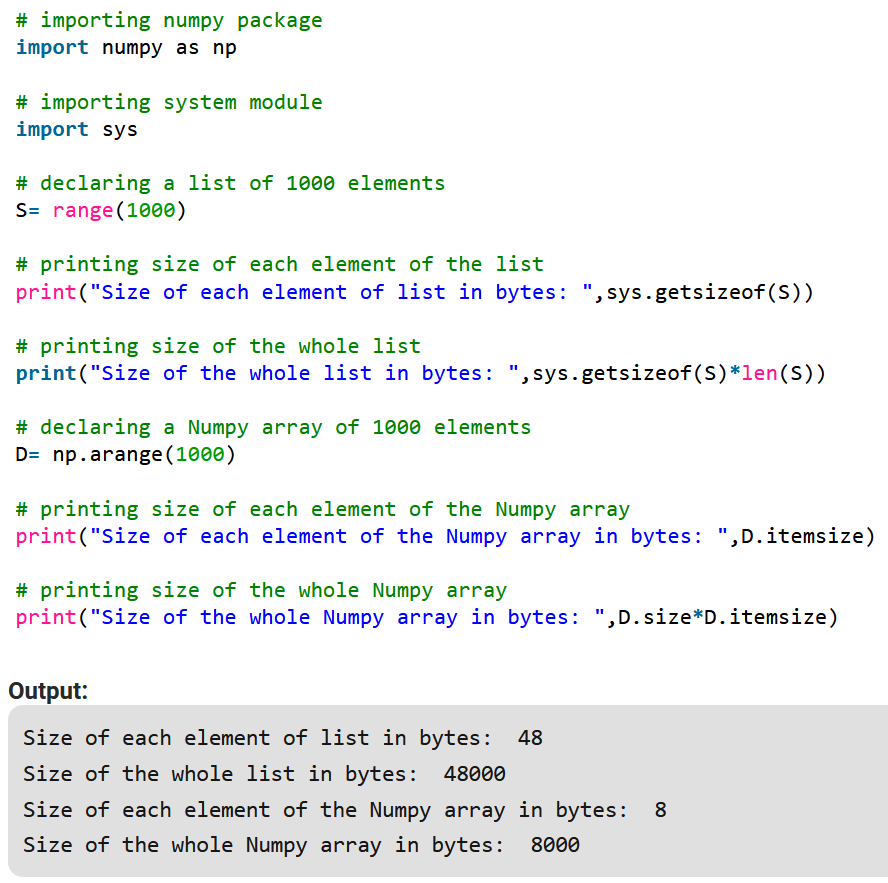 # importing numpy package
import numpy as np
# importing system module
import sys
# declaring a list of 1000 elements
S= range(1000)
# printing size of each element of the list
print("Size of each element of list in bytes: ",sys.getsizeof(S))
# printing size of the whole list
print("Size of the whole list in bytes: ",sys.getsizeof(S)*len(S))
# declaring a Numpy array of 1000 elements
D= np.arange(1000)
# printing size of each element of the Numpy array
print("Size of each element of the Numpy array in bytes: ",D.itemsize)
# printing size of the whole Numpy array
print("Size of the whole Numpy array in bytes: ",D.size*D.itemsize)
Output:
Size of each element of list in bytes:  48
Size of the whole list in bytes:  48000
Size of each element of the Numpy array in bytes:  8
Size of the whole Numpy array in bytes:  8000